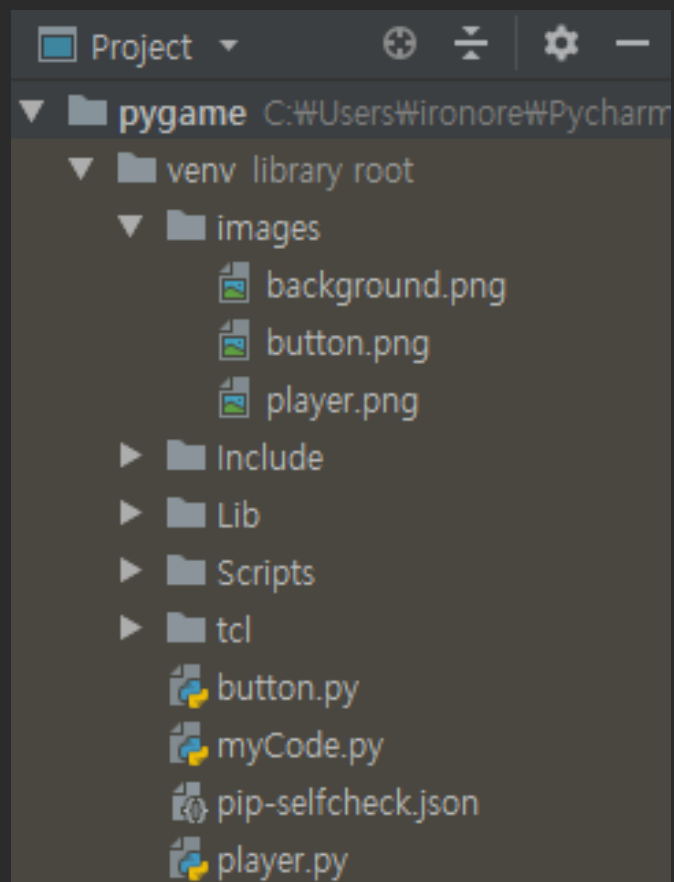 Project
pygame C:₩Users₩ironore₩Pycharm
venv library root
images
background.png
button.png
player.png
Include
Lib
Scripts
tcl
button.py
myCode.py
pip-selfcheck.json
player.py